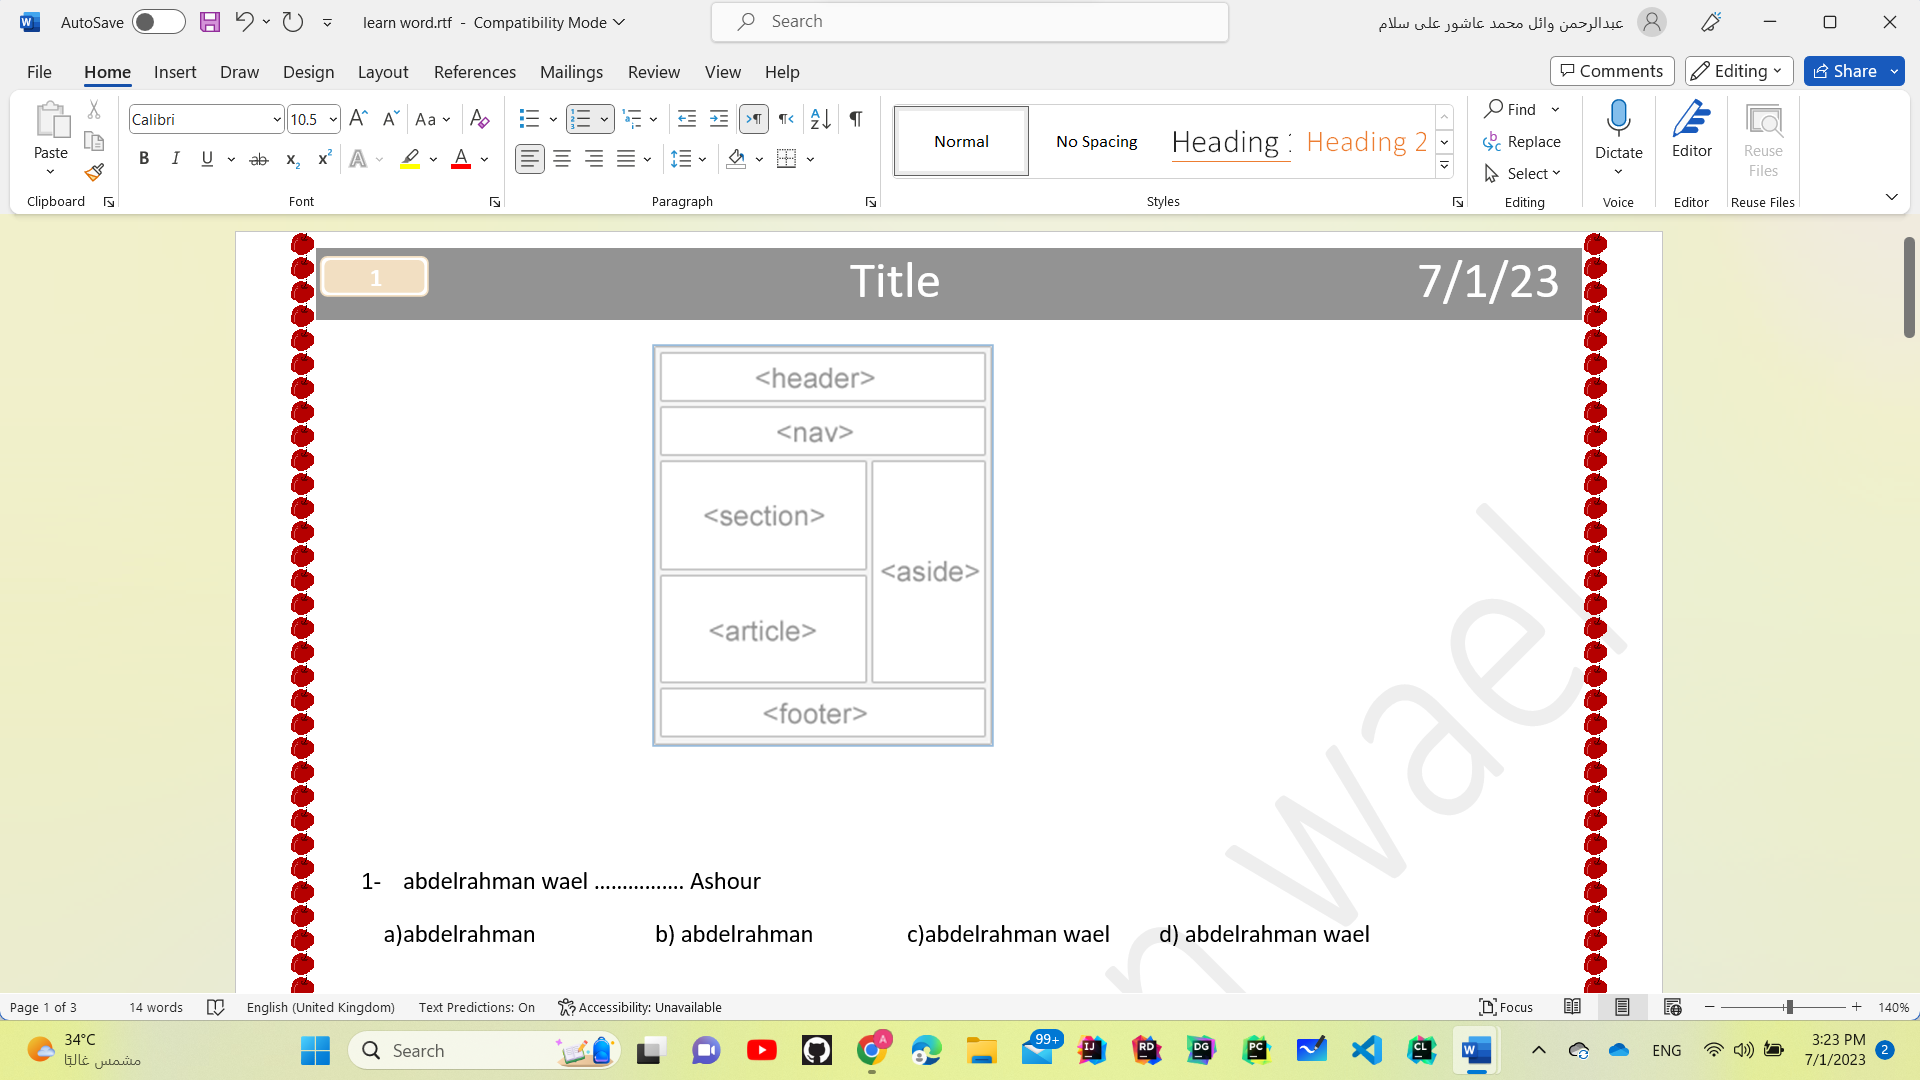 AutoSave
learn word.rtf - Compatibility Mode
Search
عبدالرحمن وائل محمد عاشور على سلام
File Home Insert Draw Design Layout References Mailings Review View Help
Comments Editing Share
Paste
Clipboard
Calibri 10.5
Font
Paragraph
Normal
No Spacing
Heading
Heading 2
Styles
Find
Replace
Select
Editing
Dictate
Voice
Editor
Editor
Reuse Files
Reuse Files
1 Title 7/1/23
<header>
<nav>
<section>
<aside>
<article>
<footer>
n wael
1- abdelrahman wael ................ Ashour
a)abdelrahman b) abdelrahman c)abdelrahman wael d) abdelrahman wael
Page 1 of 3 14 words English (United Kingdom) Text Predictions: On Accessibility: Unavailable Focus 140%
34°C
مشمس غالبًا
Search
99+
ENG
3:23 PM
7/1/2023
2